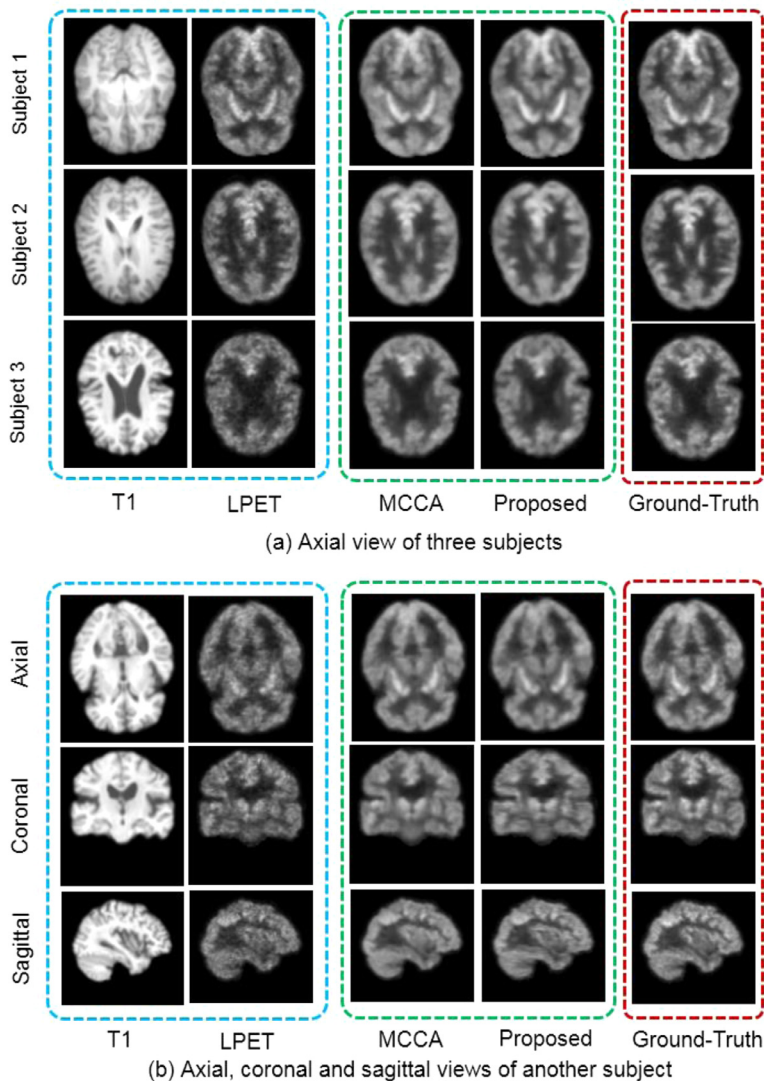 Subject 1
Subject 2
Subject 3
T1 LPET MCCA Proposed Ground-Truth
(a) Axial view of three subjects
Axial
Coronal
Sagittal
T1 LPET MCCA Proposed Ground-Truth
(b) Axial, coronal and sagittal views of another subject